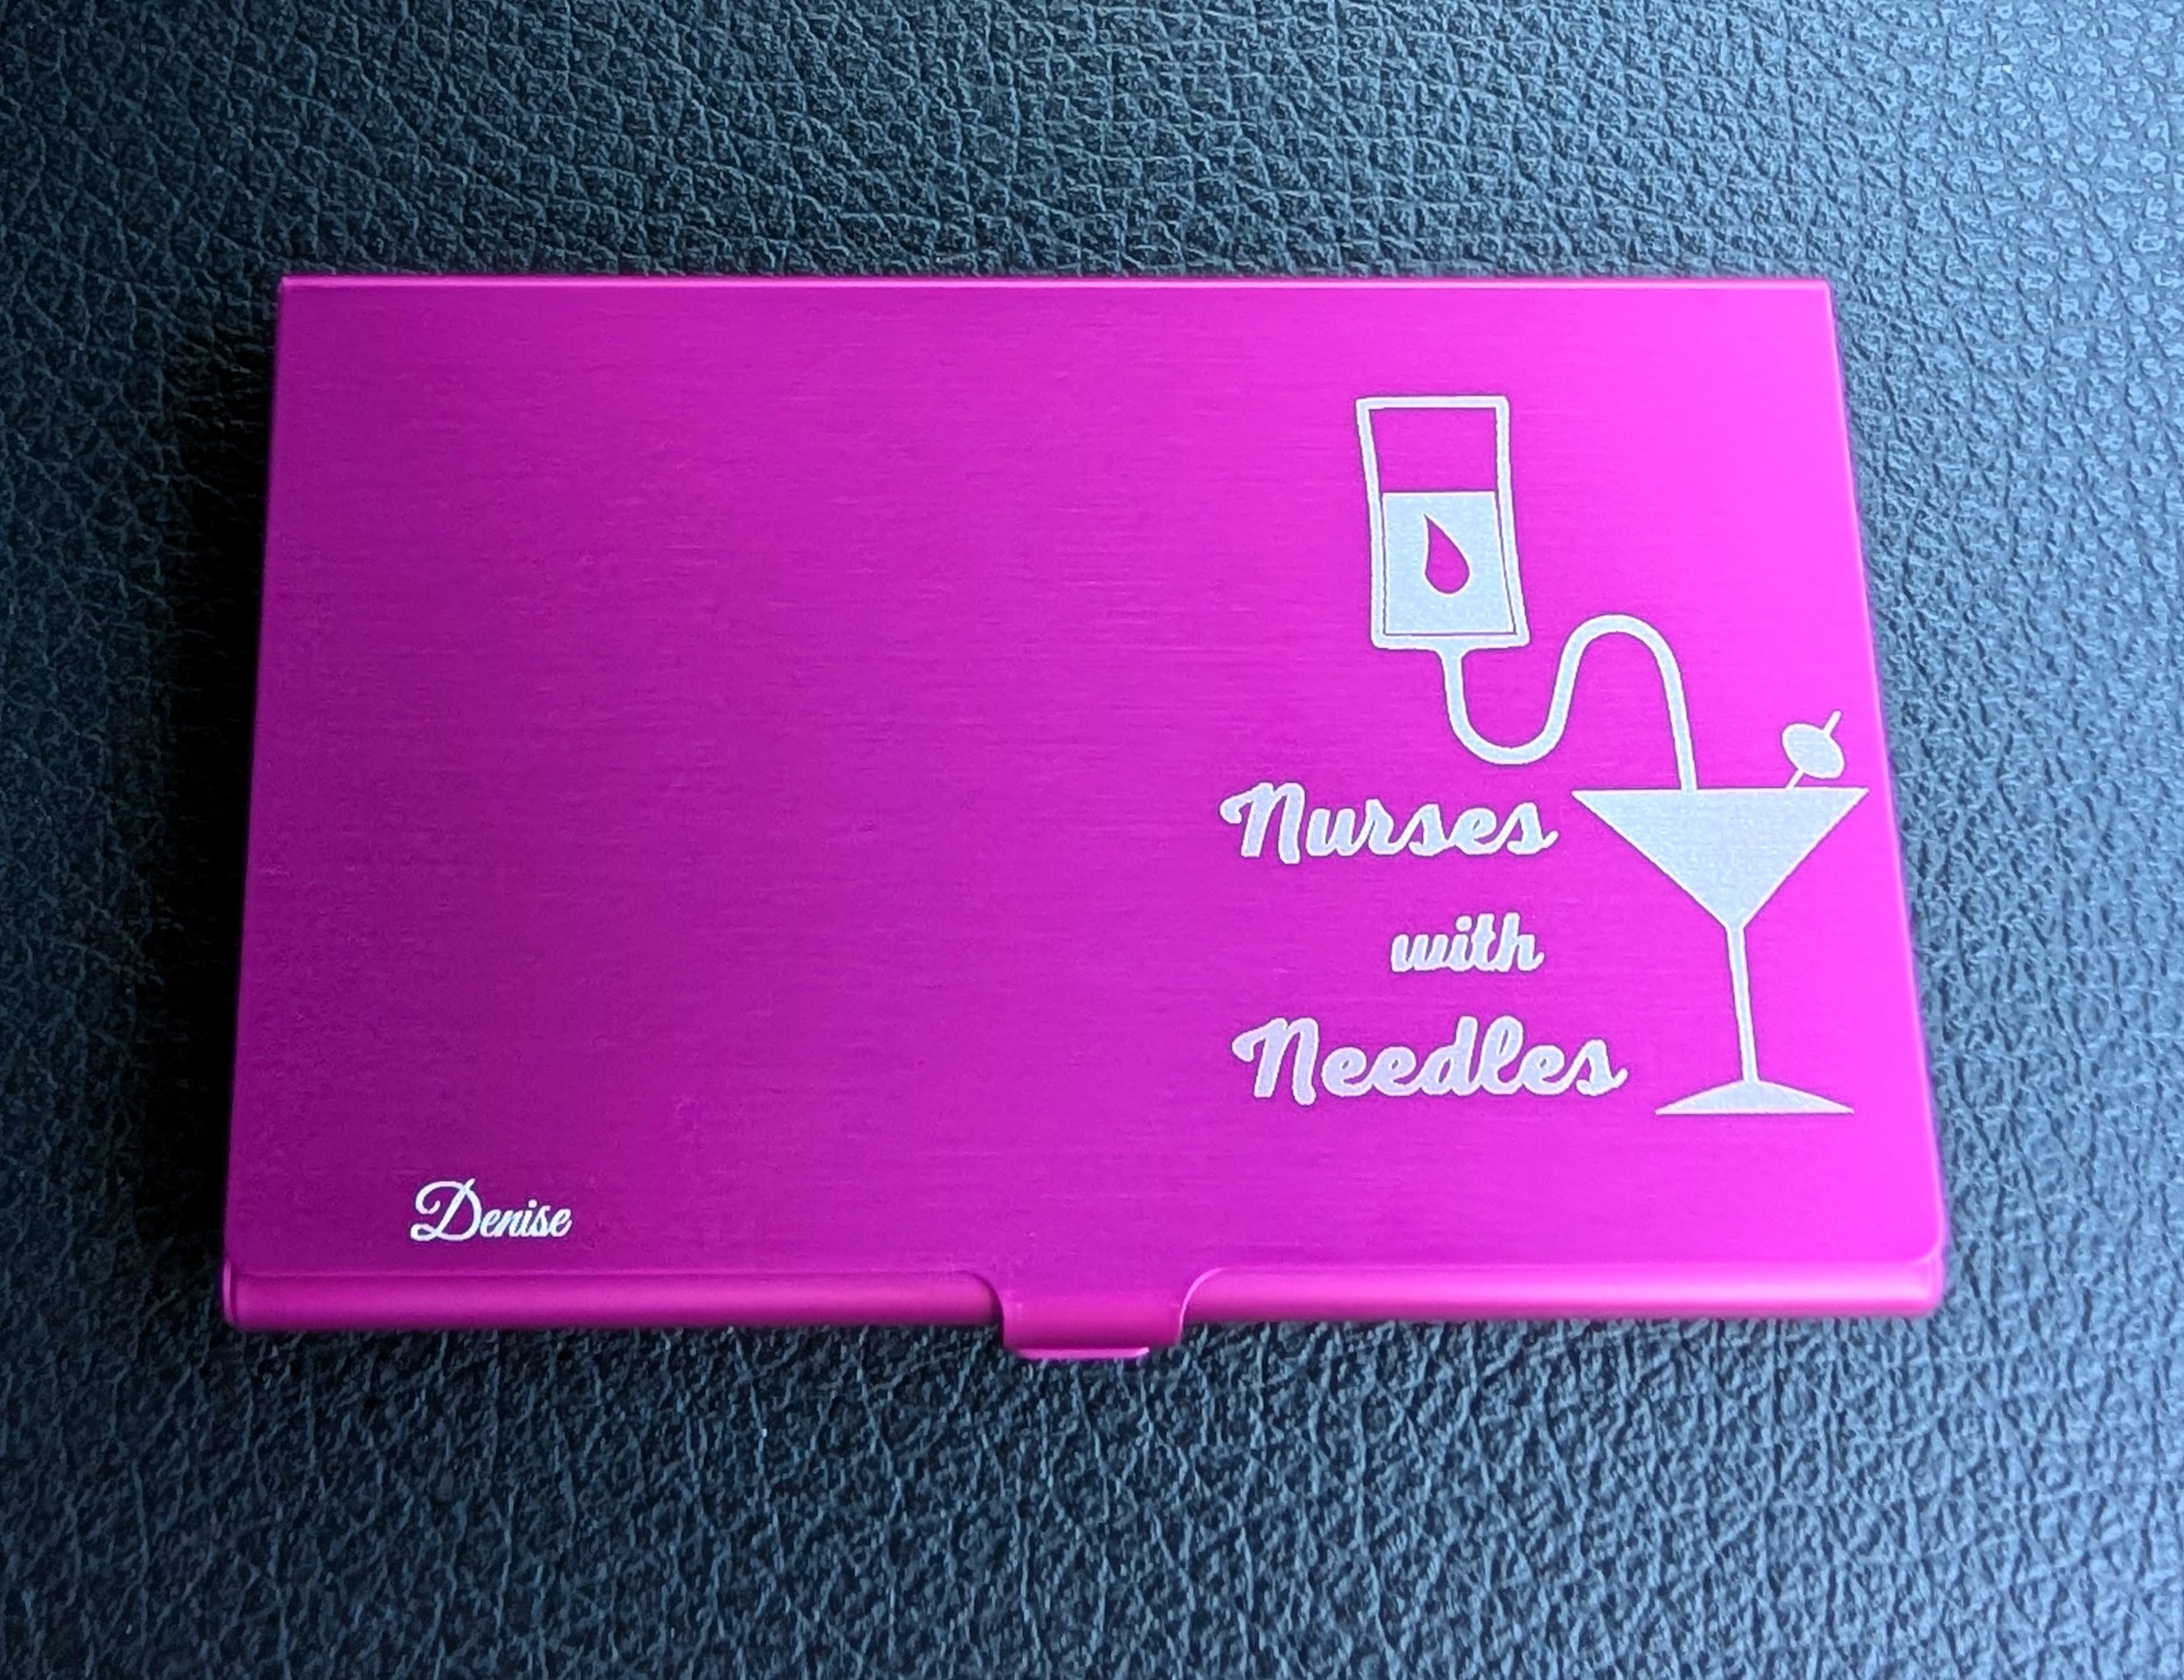 Nurses
with
Needles
Denise